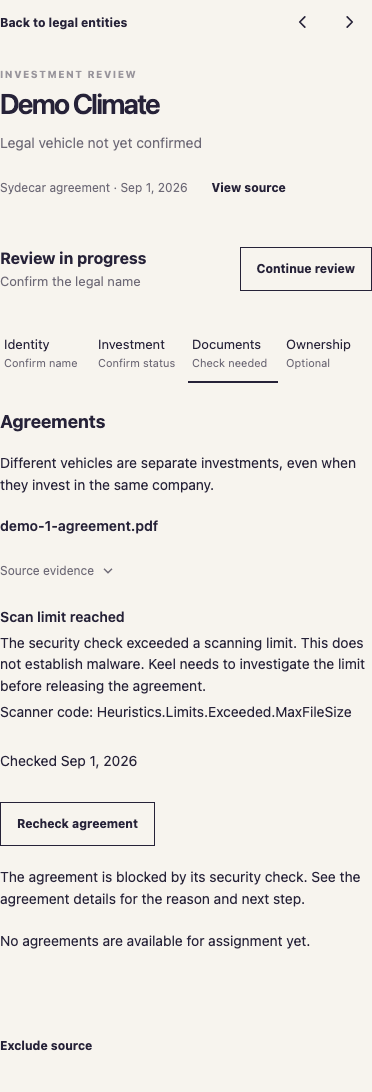 Back to legal entities
INVESTMENT REVIEW
Demo Climate
Legal vehicle not yet confirmed
Sydecar agreement · Sep 1, 2026 View source
Review in progress
Confirm the legal name
Continue review
Identity Investment Documents Ownership
Confirm name Confirm status Check needed Optional
Agreements
Different vehicles are separate investments, even when
they invest in the same company.
demo-1-agreement.pdf
Source evidence
Scan limit reached
The security check exceeded a scanning limit. This does
not establish malware. Keel needs to investigate the limit
before releasing the agreement.
Scanner code: Heuristics.Limits.Exceeded.MaxFileSize
Checked Sep 1, 2026
Recheck agreement
The agreement is blocked by its security check. See the
agreement details for the reason and next step.
No agreements are available for assignment yet.
Exclude source